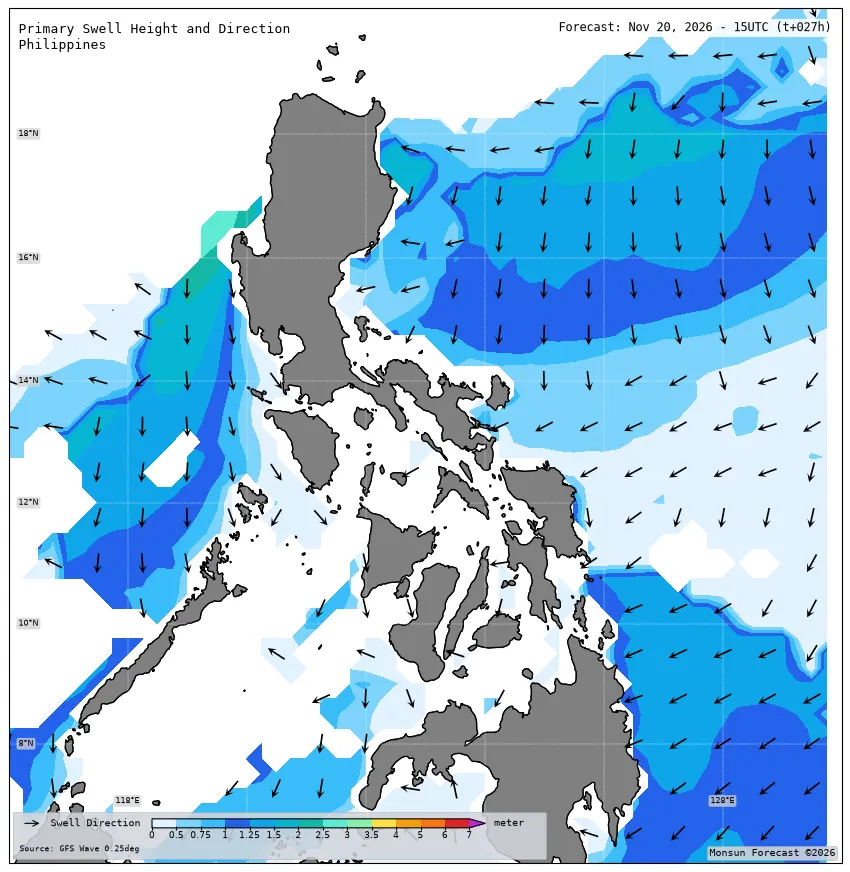 Primary Swell Height and Direction
Philippines
Forecast: Nov 20, 2026 - 15UTC (t+027h)
18°N
16°N
14°N
12°N
10°N
8°N
118°E
128°E
Swell Direction
0 0.5 0.75 1 1.25 1.5 2 2.5 3 3.5 4 5 6 7
meter
Source: GFS Wave 0.25deg
Monsun Forecast ©2026